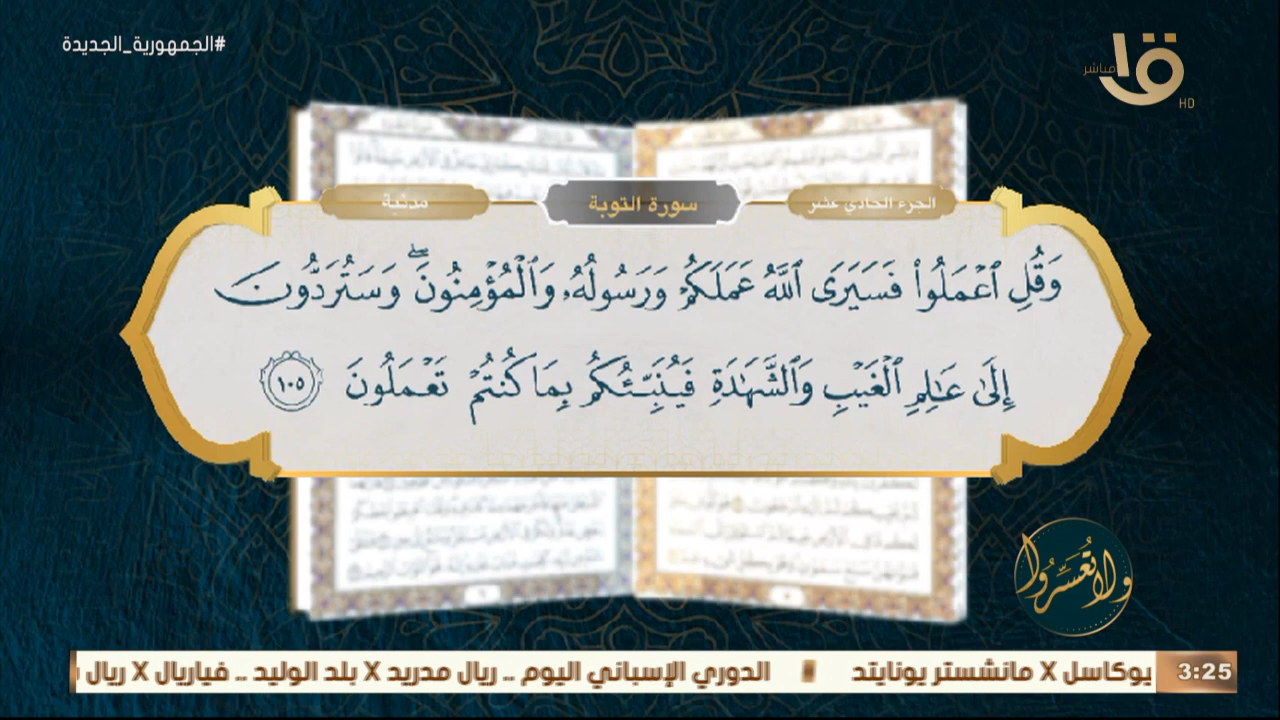 #الجمهورية_الجديدة
مباشر
HD
الجزء الحادي عشر
سورة التوبة
مدنية
وَقُلِ ٱعۡمَلُواْ فَسَيَرَى ٱللَّهُ عَمَلَكُمۡ وَرَسُولُهُۥ وَٱلۡمُؤۡمِنُونَۖ وَسَتُرَدُّونَ
إِلَىٰ عَٰلِمِ ٱلۡغَيۡبِ وَٱلشَّهَٰدَةِ فَيُنَبِّئُكُم بِمَا كُنتُمۡ تَعۡمَلُونَ ١٠٥
ولا تُعَسِّروا
3:25 يوكاسل X مانشستر يونايتد الدوري الإسباني اليوم .. ريال مدريد X بلد الوليد .. فياريال X ريال